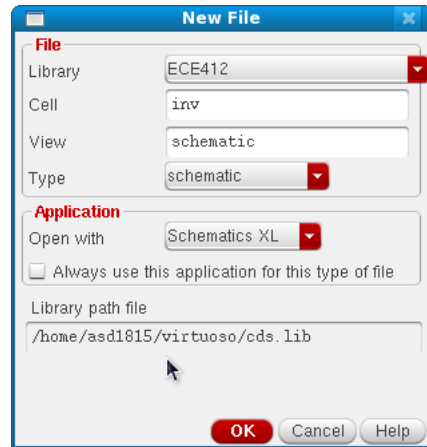 New File
File
Library ECE412
Cell inv
View schematic
Type schematic
Application
Open with Schematics XL
Always use this application for this type of file
Library path file
/home/asd1815/virtuoso/cds.lib
OK Cancel Help